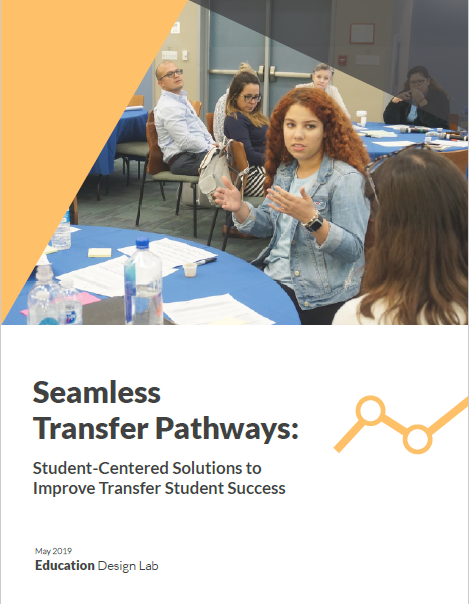 Seamless
Transfer Pathways:
Student-Centered Solutions to
Improve Transfer Student Success
May 2019
Education Design Lab